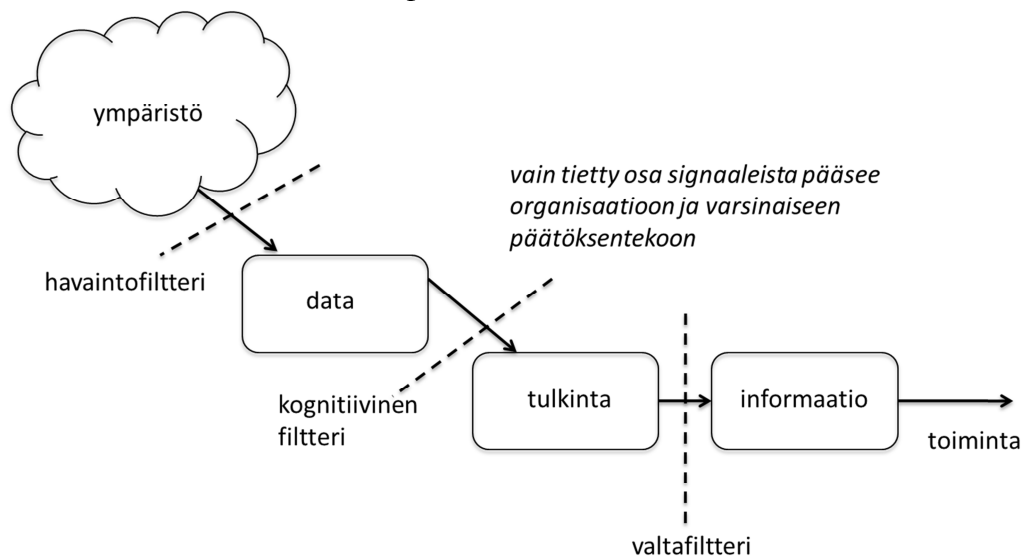 ympäristö
vain tietty osa signaaleista pääsee
organisaatioon ja varsinaiseen
päätöksentekoon
havaintofiltteri
data
kognitiivinen
filtteri
tulkinta
informaatio
toiminta
valtafiltteri